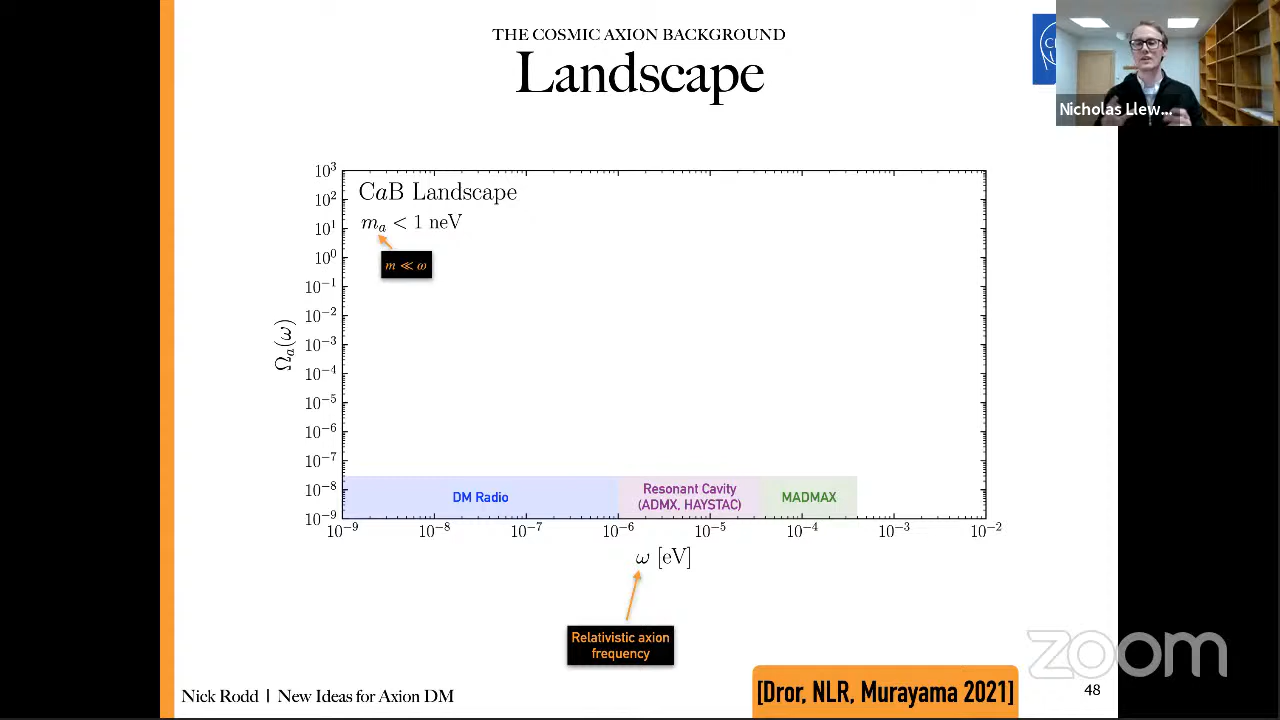 THE COSMIC AXION BACKGROUND
Landscape
Nicholas Llew...
CaB Landscape
mₐ < 1 neV
m ≪ ω
Ωₐ(ω)
10³
10²
10¹
10⁰
10⁻¹
10⁻²
10⁻³
10⁻⁴
10⁻⁵
10⁻⁶
10⁻⁷
10⁻⁸
10⁻⁹
DM Radio
Resonant Cavity
(ADMX, HAYSTAC)
MADMAX
10⁻⁹ 10⁻⁸ 10⁻⁷ 10⁻⁶ 10⁻⁵ 10⁻⁴ 10⁻³ 10⁻²
ω [eV]
Relativistic axion
frequency
zoom
Nick Rodd | New Ideas for Axion DM
[Dror, NLR, Murayama 2021]
48